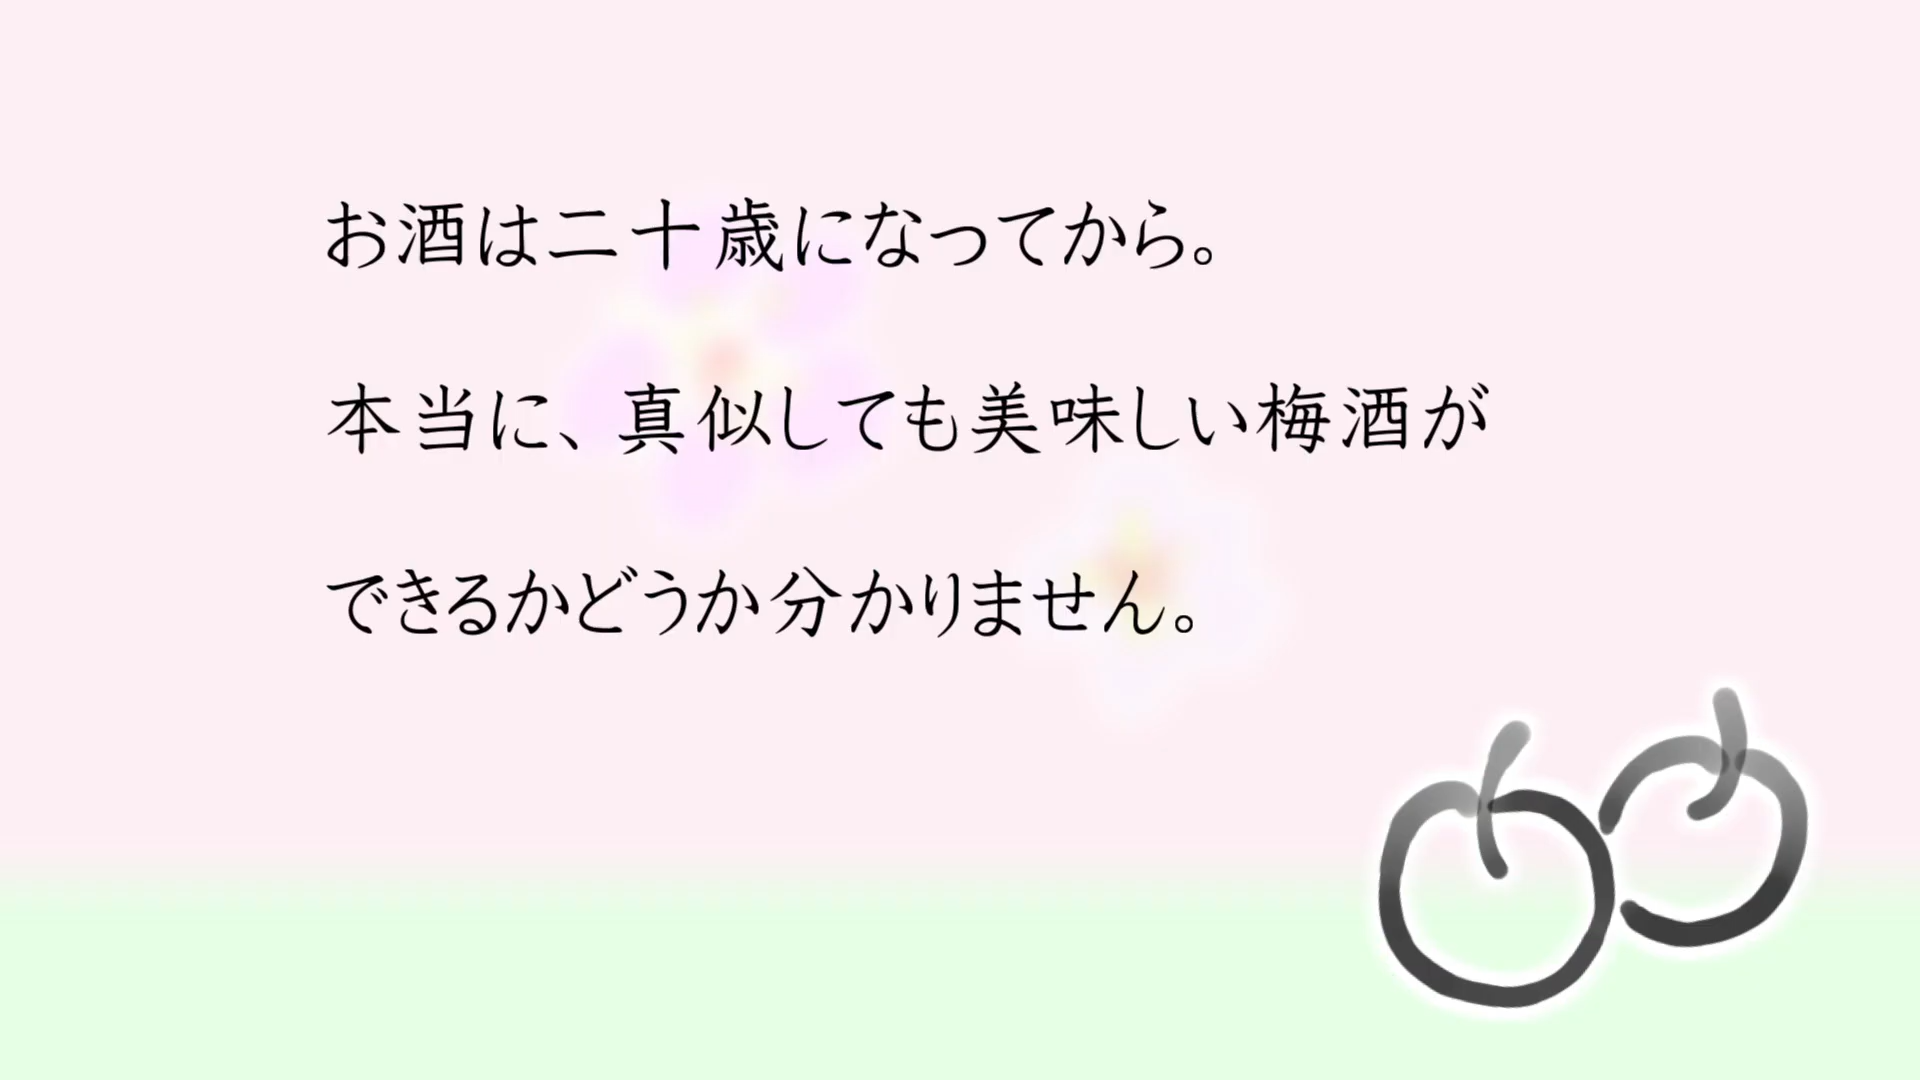 お酒は二十歳になってから。
本当に、真似しても美味しい梅酒が
できるかどうか分かりません。